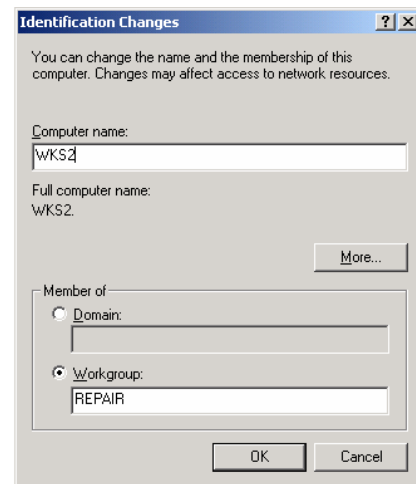 Identification Changes
You can change the name and the membership of this
computer. Changes may affect access to network resources.
Computer name:
WKS2
Full computer name:
WKS2.
More...
Member of
Domain:
Workgroup:
REPAIR
OK Cancel